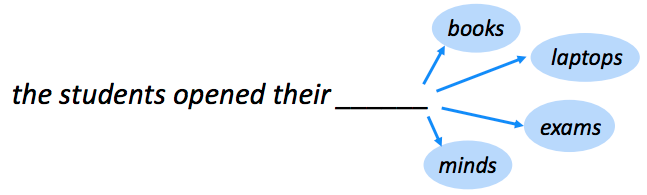 books
laptops
the students opened their ______
exams
minds